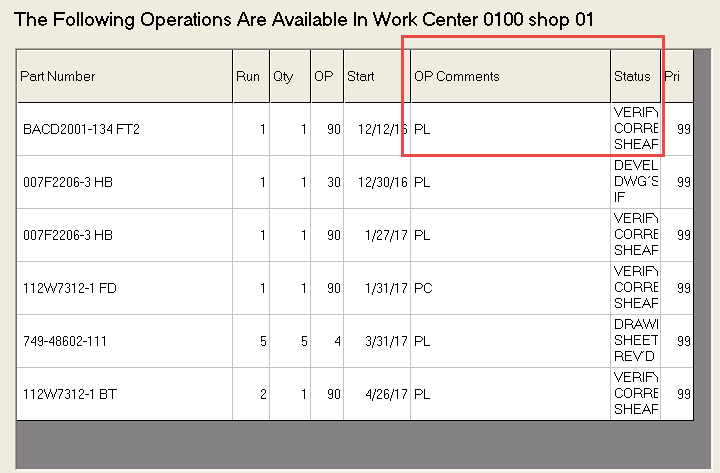 The Following Operations Are Available In Work Center 0100 shop 01
Part Number Run Qty OP Start OP Comments Status Pri
BACD2001-134 FT2 1 1 90 12/12/16 PL VERIFY 99
CORRE
SHEAR
007F2206-3 HB 1 1 30 12/30/16 PL DEVEL 99
DWG'S
IF
007F2206-3 HB 1 1 90 1/27/17 PL VERIFY 99
CORRE
SHEAR
112W7312-1 FD 1 1 90 1/31/17 PC VERIFY 99
CORRE
SHEAR
749-48602-111 5 5 4 3/31/17 PL DRAWI 99
SHEET
REV'D
112W7312-1 BT 2 1 90 4/26/17 PL VERIFY 99
CORRE
SHEAR